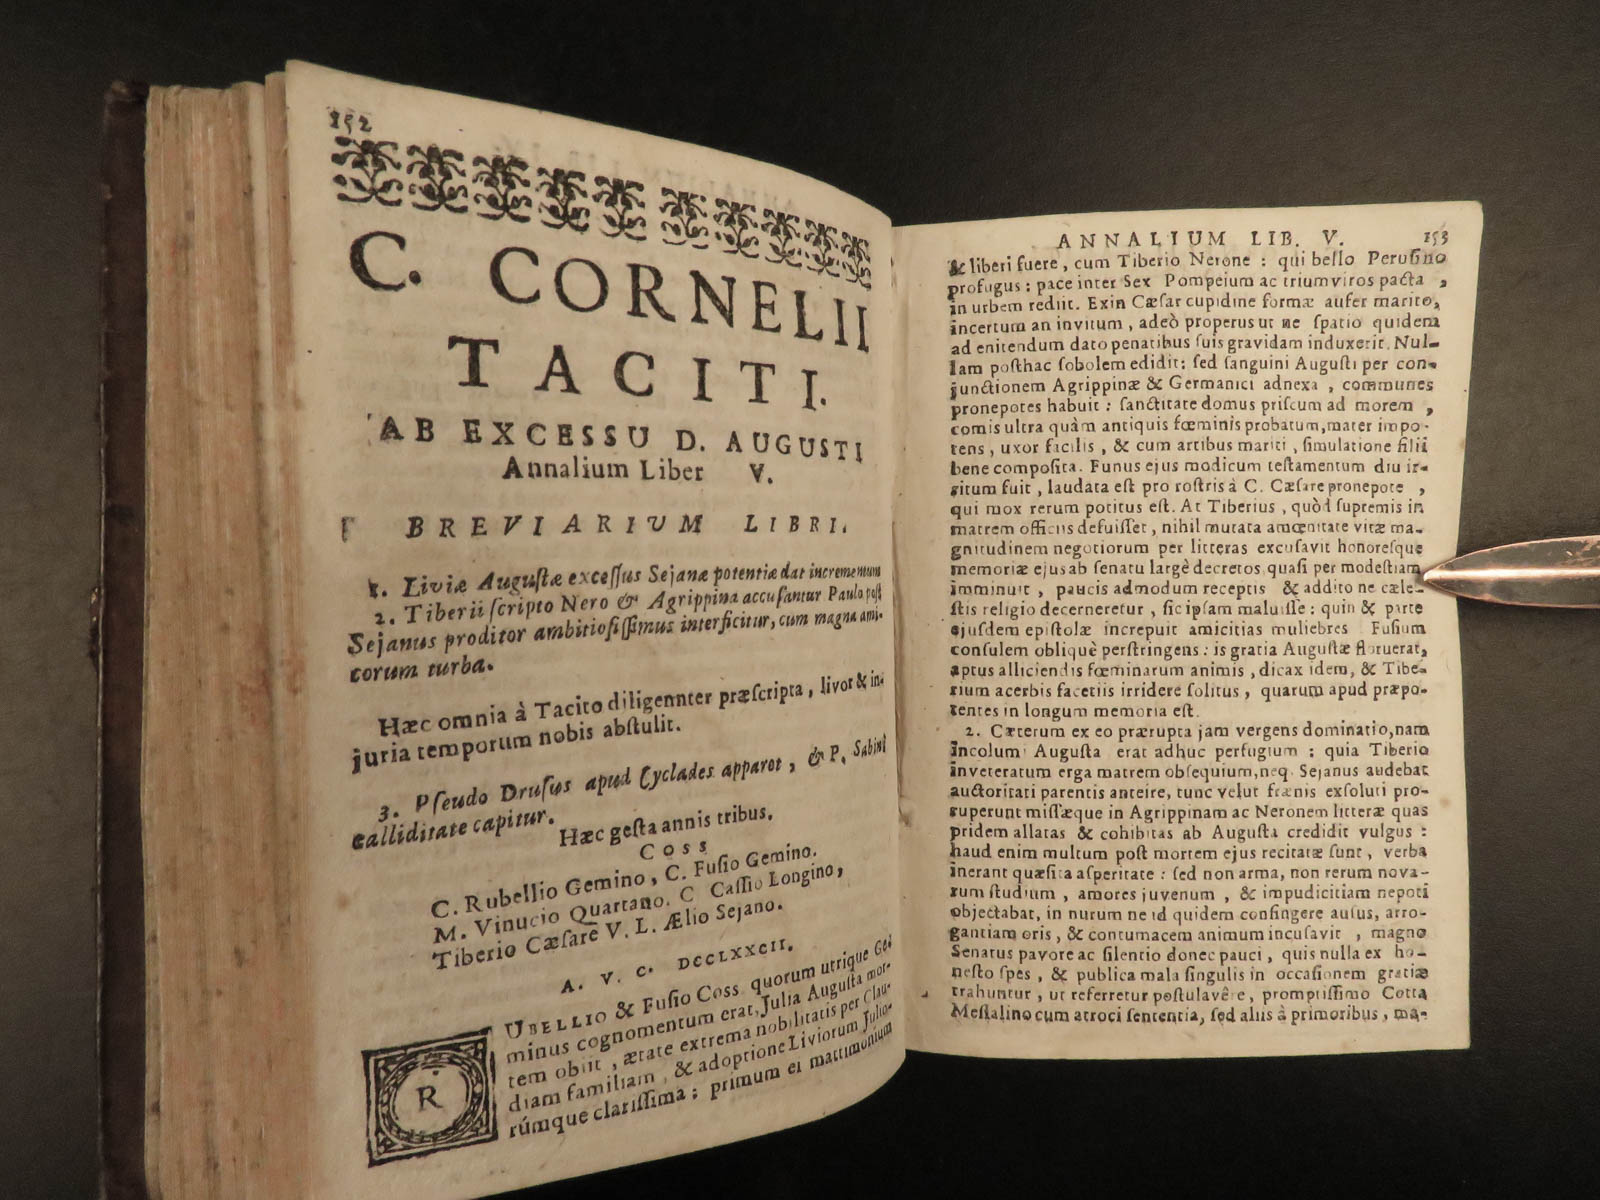 152
C. CORNELII
TACITI.
AB EXCESSU D. AUGUSTI
Annalium Liber V.
BREVIARIUM LIBRI.
1. Liviæ Auguſtæ exceſſus Sejanæ potentiæ dat incrementum
2. Tiberii ſcripto Nero & Agrippina accuſantur Paulo poſt
Sejanus proditor ambitioſiſſimus interficitur, cum magna ami-
corum turba.
Hæc omnia à Tacito diligennter præſcripta, livor & in-
juria temporum nobis abſtulit.
3. Pſeudo Druſus apud Cyclades apparet, & P. Sabini
calliditate capitur.
Hæc geſta annis tribus.
Coss
C. Rubellio Gemino, C. Fuſio Gemino.
M. Vinucio Quartano. C Caſſio Longino,
Tiberio Cæſare V. L. Ælio Sejano.
A. V. C. DCCLXXCII.
RUBELLIO & Fuſio Coss quorum utrique Ge-
minus cognomentum erat, Julia Auguſta mor-
tem obiit, ætate extrema nobilitatis per Clau-
diam familiam, & adoptione Liviorum Julio-
rúmque clariſſima: primum ei matrimonium
ANNALIUM LIB. V. 153
& liberi fuere, cum Tiberio Nerone: qui bello Peruſino
profugus: pace inter Sex Pompeium ac triumviros pacta,
in urbem rediit. Exin Cæſar cupidine formæ aufer marito,
incertum an invitum, adeò properus ut ne ſpatio quidem
ad enitendum dato penatibus ſuis gravidam induxerit. Nul-
lam poſthac ſobolem edidit: ſed ſanguini Auguſti per con-
junctionem Agrippinæ & Germanici adnexa, communes
pronepotes habuit: ſanctitate domus priſcum ad morem,
comis ultra quàm antiquis fœminis probatum, mater impo-
tens, uxor facilis, & cum artibus mariti, ſimulatione filii
bene compoſita. Funus ejus modicum teſtamentum diu ir-
ritum fuit, laudata eſt pro roſtris à C. Cæſare pronepote,
qui mox rerum potitus eſt. At Tiberius, quòd ſupremis in
matrem officiis defuiſſet, nihil mutata amœnitate vitæ ma-
gnitudinem negotiorum per litteras excuſavit honoreſque
memoriæ ejus ab ſenatu largè decretos quaſi per modeſtiam
imminuit, paucis admodum receptis & addito ne cæle-
ſtis religio decerneretur, ſic ipſam maluiſſe: quin & parte
ejuſdem epiſtolæ increpuit amicitias muliebres Fuſium
conſulem obliquè perſtringens: is gratia Auguſtæ floruerat,
aptus alliciendis fœminarum animis, dicax idem, & Tibe-
rium acerbis facetiis irridere ſolitus, quarum apud præpo-
tentes in longum memoria eſt.
2. Cæterum ex eo prærupta jam vergens dominatio, nam
incolumi Auguſta erat adhuc perfugium: quia Tiberio
inveteratum erga matrem obſequium, neq. Sejanus audebat
auctoritati parentis anteire, tunc velut frænis exſoluti pro-
ruperunt miſſæque in Agrippinam ac Neronem litteræ quas
pridem allatas & cohibitas ab Auguſta credidit vulgus:
haud enim multum poſt mortem ejus recitatæ ſunt, verba
inerant quæſita aſperitate: ſed non arma, non rerum nova-
rum ſtudium, amores juvenum, & impudicitiam nepoti
objectabat, in nurum ne id quidem confingere auſus, arro-
gantiam oris, & contumacem animum incuſavit, magno
Senatus pavore ac ſilentio donec pauci, quis nulla ex ho-
neſto ſpes, & publica mala ſingulis in occaſionem gratiæ
trahuntur, ut referretur poſtulavêre, promptiſſimo Cotta
Meſſalino cum atroci ſententia, ſed aliis à primoribus, ma-